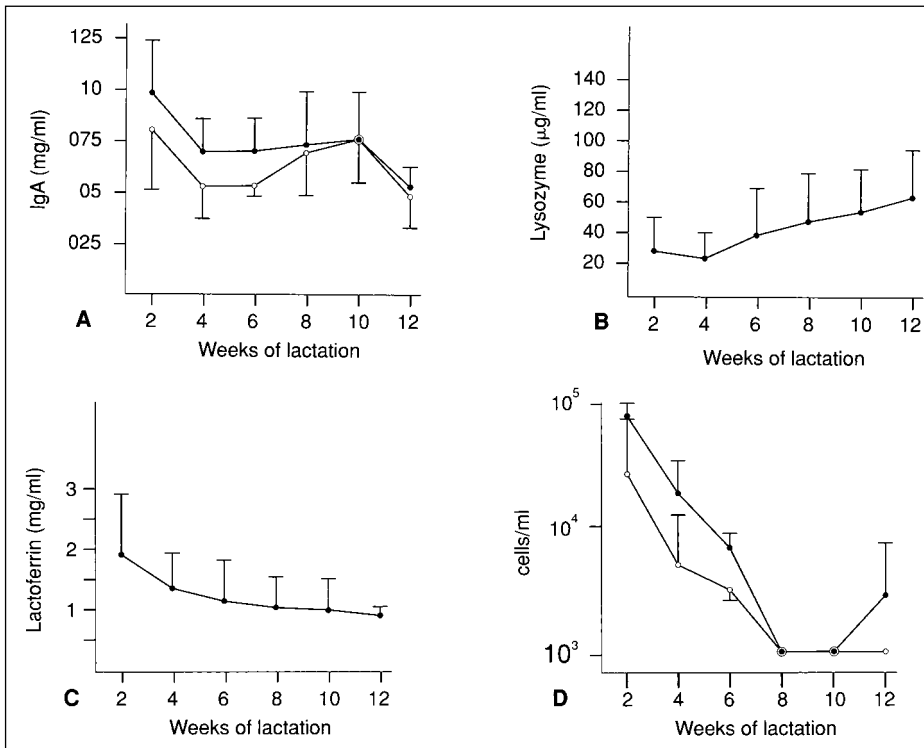 IgA (mg/ml)
125
10
075
05
025
2 4 6 8 10 12
A
Weeks of lactation
Lysozyme (µg/ml)
140
120
100
80
60
40
20
2 4 6 8 10 12
B
Weeks of lactation
Lactoferrin (mg/ml)
3
2
1
2 4 6 8 10 12
C
Weeks of lactation
cells/ml
10⁵
10⁴
10³
2 4 6 8 10 12
D
Weeks of lactation